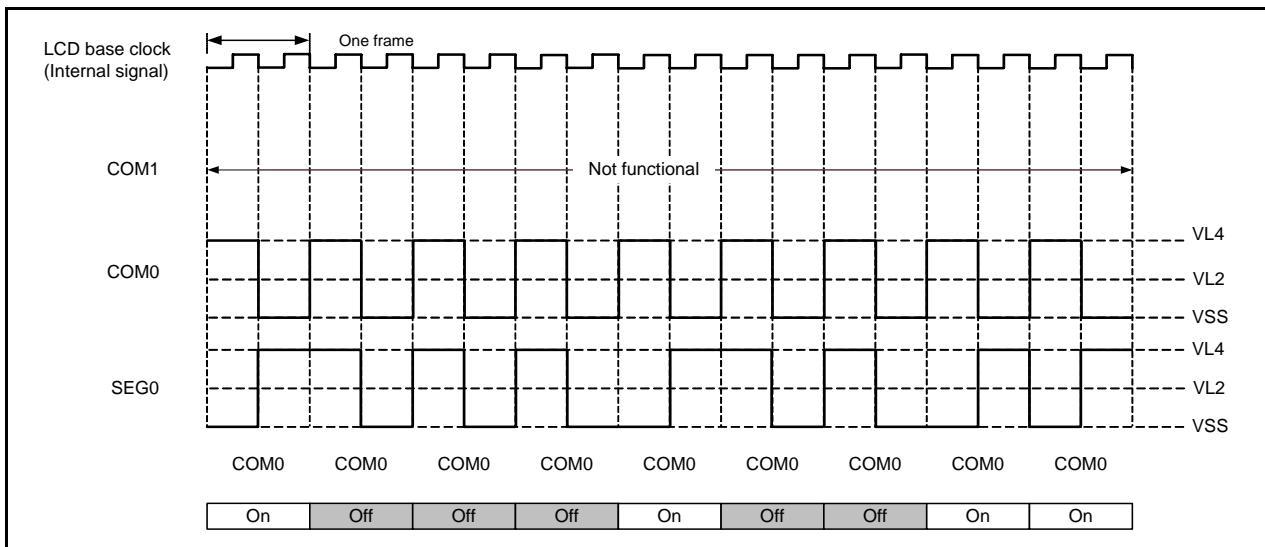 One frame
LCD base clock
(Internal signal)
COM1
Not functional
VL4
COM0
VL2
VSS
VL4
SEG0
VL2
VSS
COM0 COM0 COM0 COM0 COM0 COM0 COM0 COM0 COM0
On Off Off Off On Off Off On On